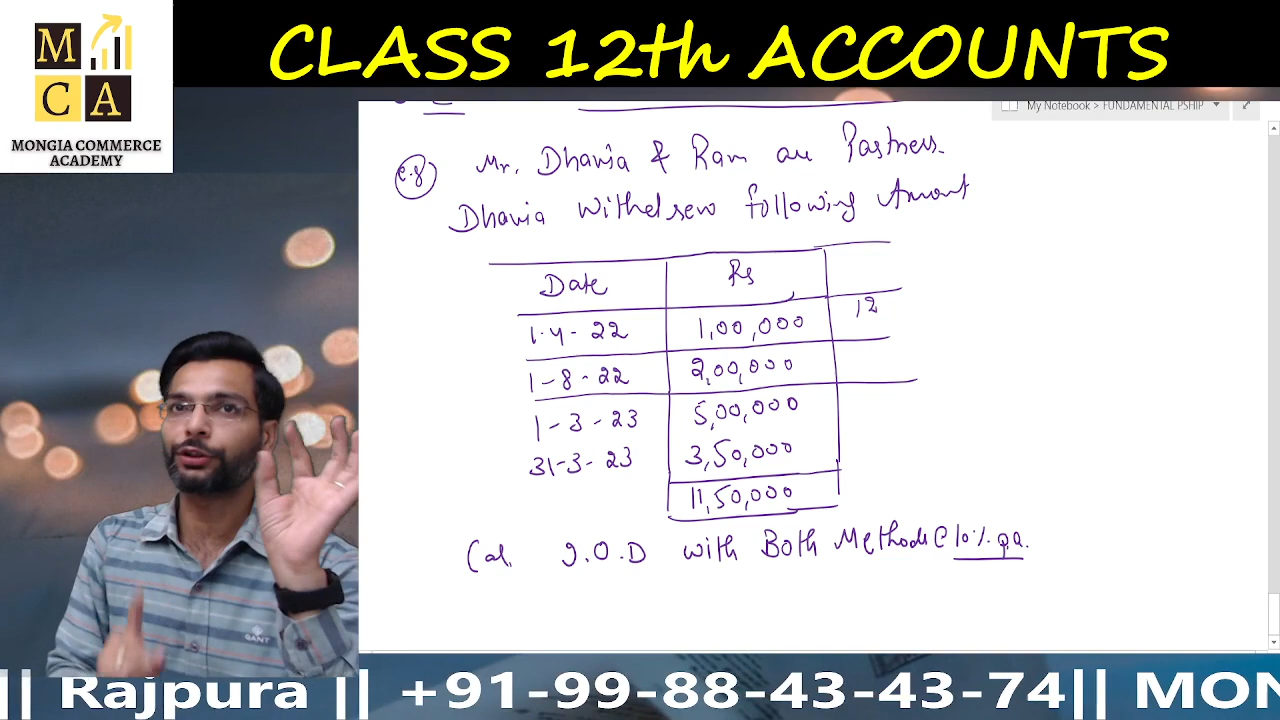 M
C A
MONGIA COMMERCE
ACADEMY
CLASS 12th ACCOUNTS
My Notebook > FUNDAMENTAL PSHIP
e.g Mr. Dhavia & Ram are Partners.
Dhavia Withdrew following Amount
Date Rs
1-4-22 1,00,000 12
1-8-22 2,00,000
1-3-23 5,00,000
31-3-23 3,50,000
11,50,000
Cal. I.O.D with Both Methods @ 10% p.a.
GANT
|| Rajpura || +91-99-88-43-43-74|| MON